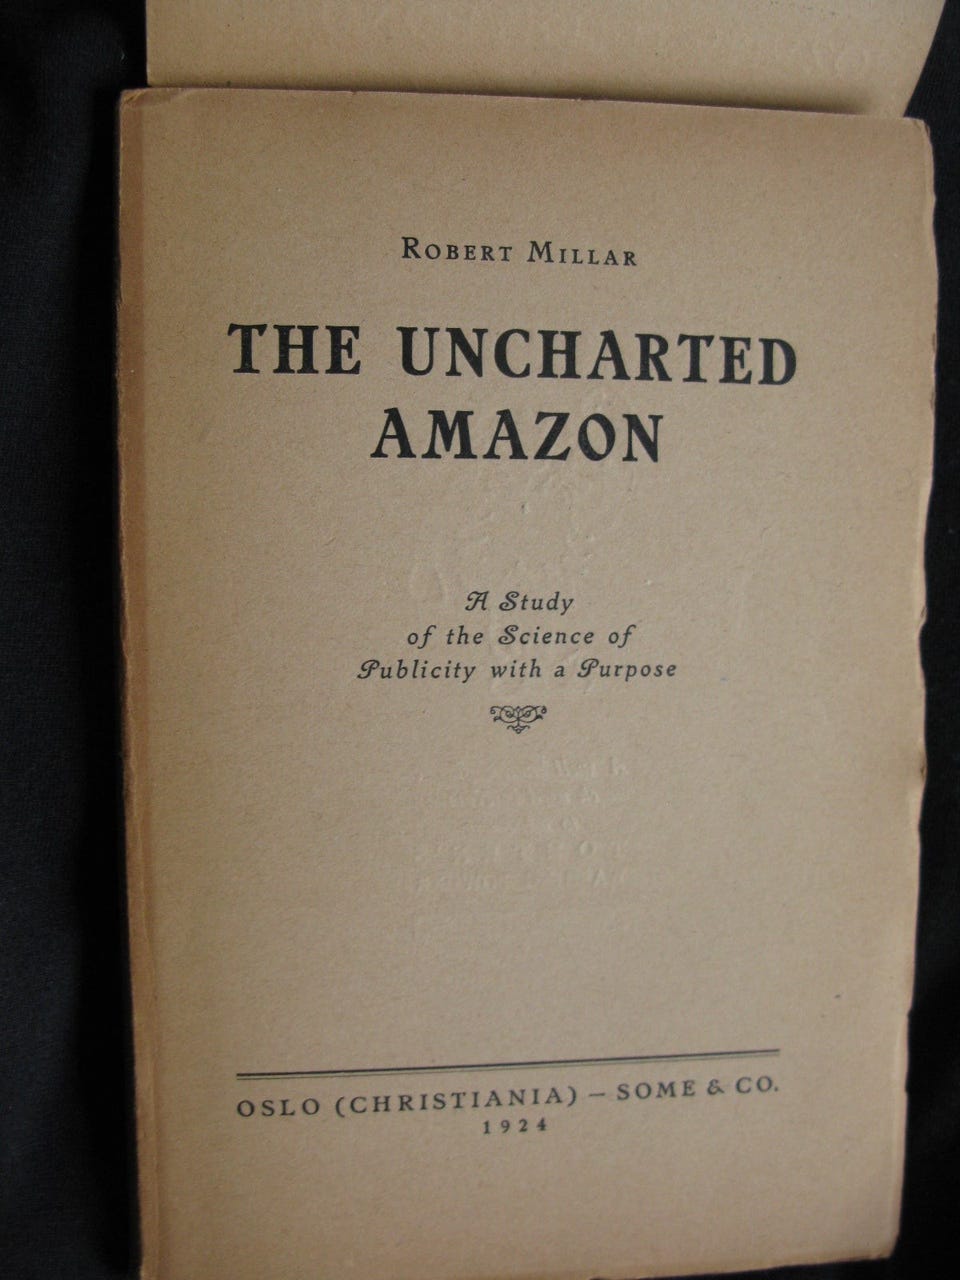 ROBERT MILLAR
THE UNCHARTED
AMAZON
A Study
of the Science of
Publicity with a Purpose
OSLO (CHRISTIANIA) — SOME & CO.
1924